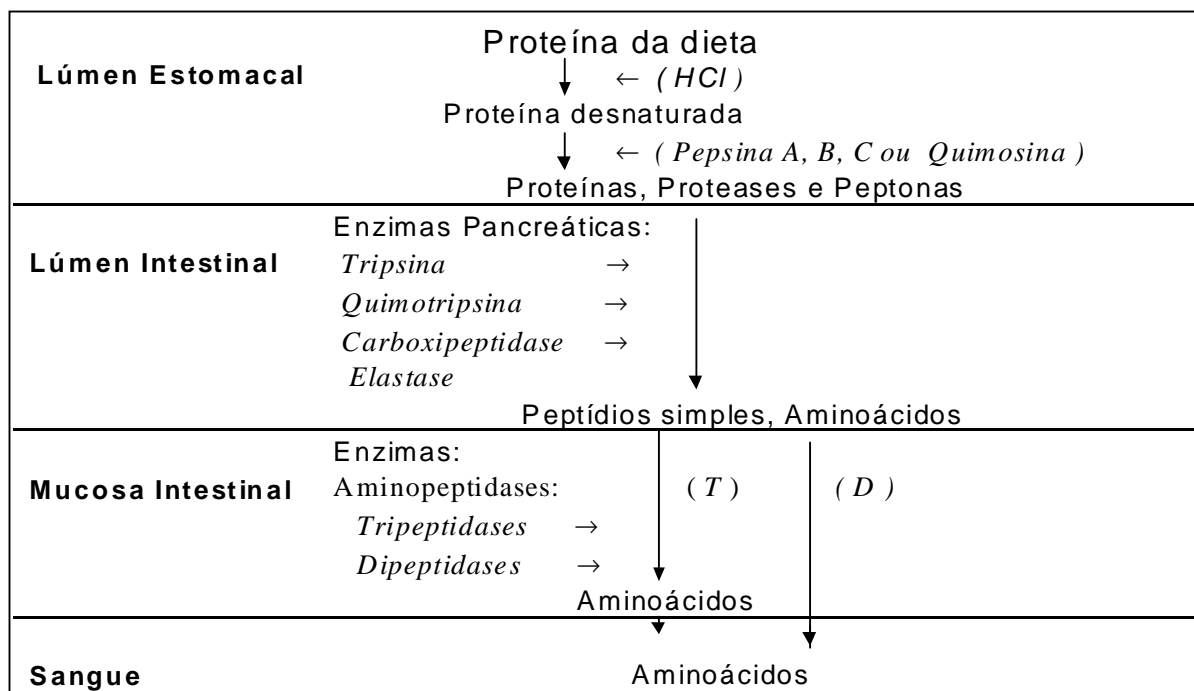 Proteína da dieta
Lúmen Estomacal ← (HCl)
Proteína desnaturada
← (Pepsina A, B, C ou Quimosina)
Proteínas, Proteases e Peptonas
Enzimas Pancreáticas:
Lúmen Intestinal Tripsina →
Quimotripsina →
Carboxipeptidase →
Elastase
Peptídios simples, Aminoácidos
Enzimas:
Mucosa Intestinal Aminopeptidases: (T) (D)
Tripeptidases →
Dipeptidases →
Aminoácidos
Sangue Aminoácidos